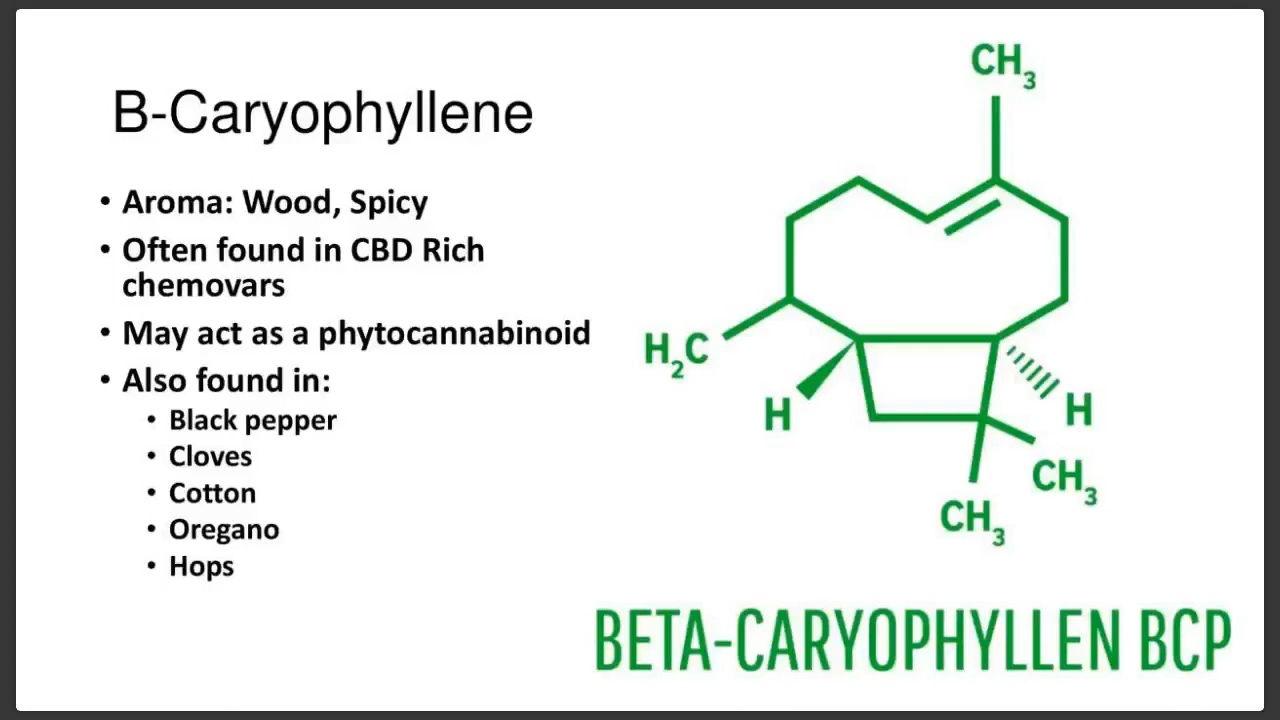 B-Caryophyllene
• Aroma: Wood, Spicy
• Often found in CBD Rich
chemovars
• May act as a phytocannabinoid
• Also found in:
• Black pepper
• Cloves
• Cotton
• Oregano
• Hops
CH3
H2C
H
H
CH3
CH3
BETA-CARYOPHYLLEN BCP